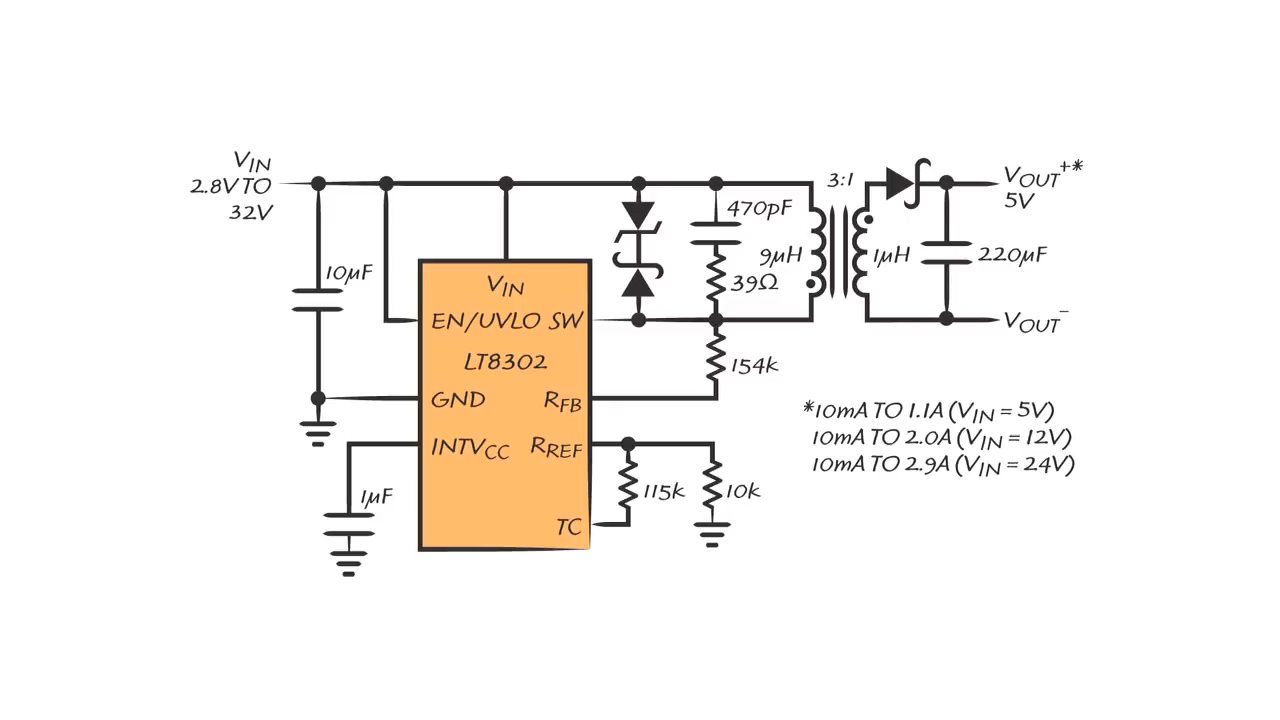 VIN
2.8V TO
32V
10µF
VIN
EN/UVLO SW
LT8302
GND RFB
INTVCC RREF
TC
1µF
470pF
39Ω
154k
115k
10k
3:1
9µH
1µH
220µF
VOUT+*
5V
VOUT−
*10mA TO 1.1A (VIN = 5V)
10mA TO 2.0A (VIN = 12V)
10mA TO 2.9A (VIN = 24V)